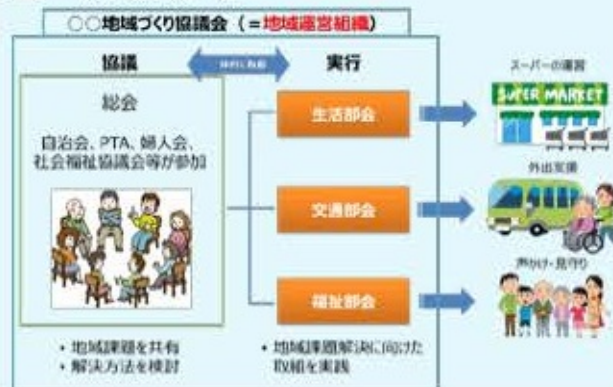 ○○地域づくり協議会（＝地域運営組織）
協議
実行
総会
自治会、PTA、婦人会、
社会福祉協議会等が参加
・地域課題を共有
・解決方法を検討
生活部会
交通部会
福祉部会
・地域課題解決に向けた
取組を実践
スーパーの運営
SUPER MARKET
外出支援
声かけ・見守り